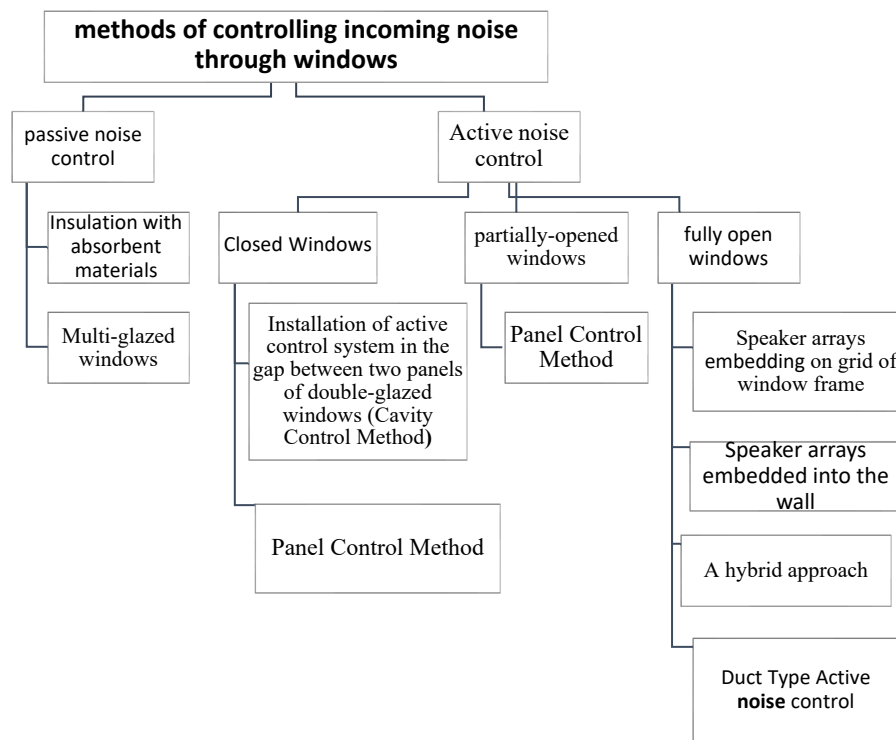 methods of controlling incoming noise
through windows
passive noise
control
Active noise
control
Insulation with
absorbent
materials
Closed Windows
partially-opened
windows
fully open
windows
Multi-glazed
windows
Installation of active
control system in the
gap between two panels
of double-glazed
windows (Cavity
Control Method)
Panel Control
Method
Speaker arrays
embedding on grid of
window frame
Speaker arrays
embedded into the
wall
Panel Control Method
A hybrid approach
Duct Type Active
noise control